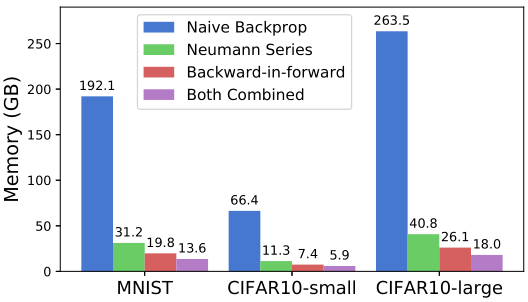 Memory (GB)
250
200
150
100
50
0
Naive Backprop
Neumann Series
Backward-in-forward
Both Combined
192.1
31.2
19.8
13.6
66.4
11.3
7.4
5.9
263.5
40.8
26.1
18.0
MNIST
CIFAR10-small
CIFAR10-large